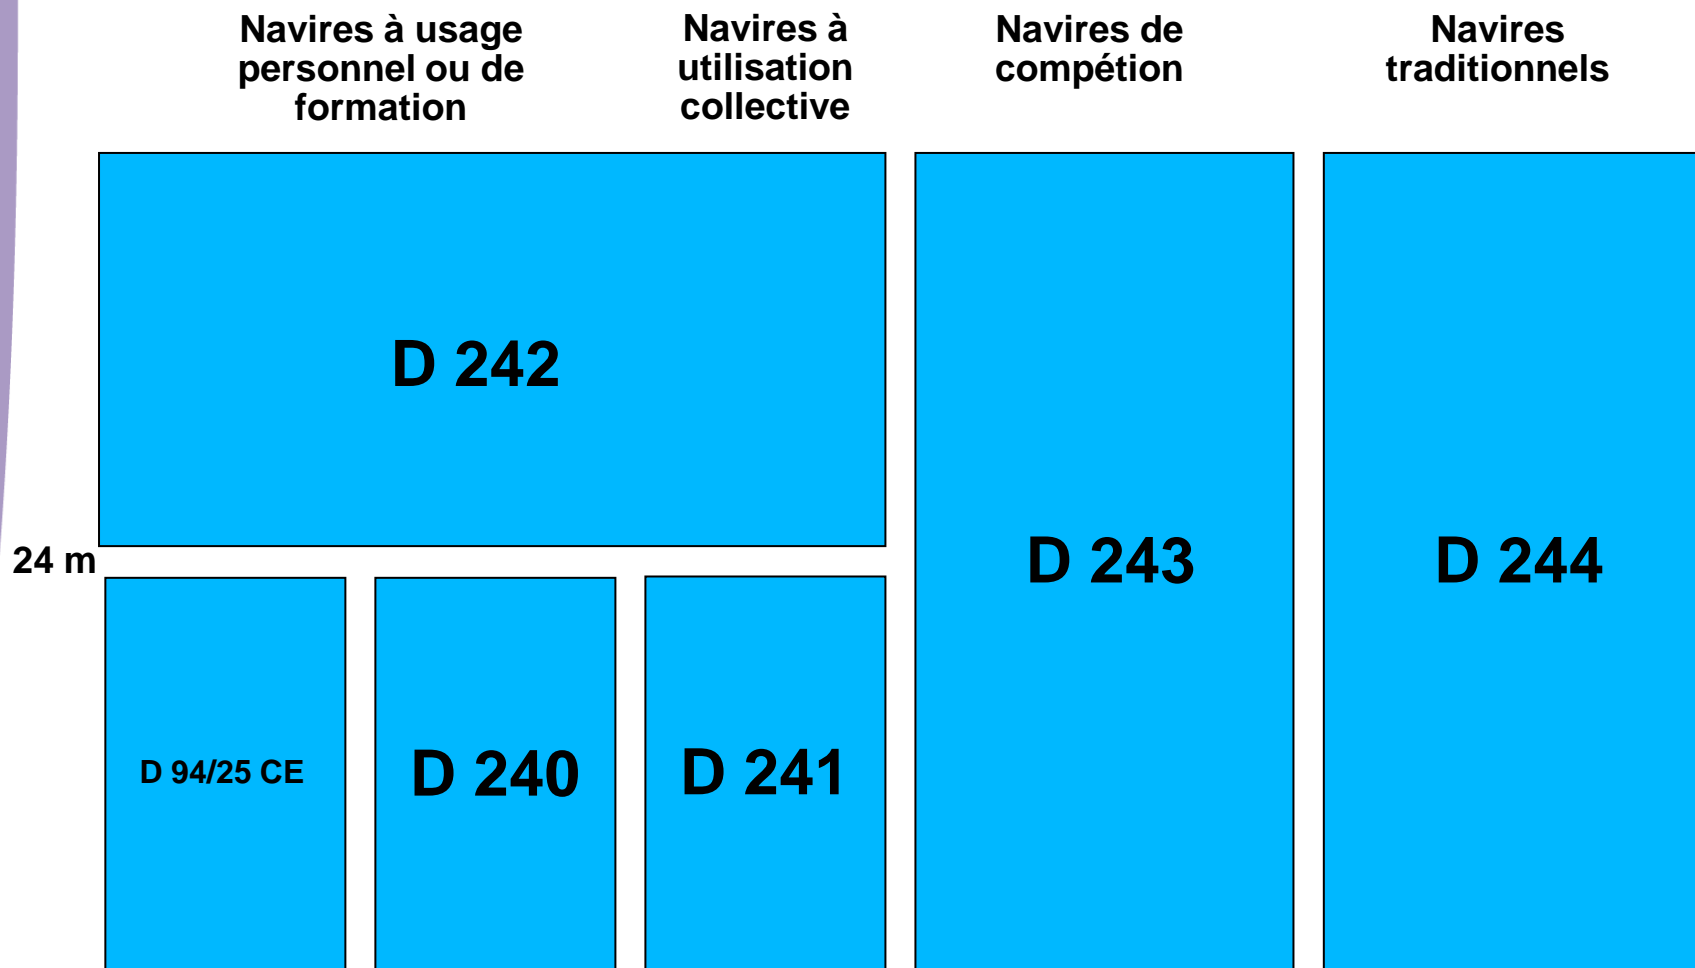 Navires à usage
personnel ou de
formation
Navires à
utilisation
collective
Navires de
compétion
Navires
traditionnels
D 242
24 m
D 243
D 244
D 94/25 CE
D 240
D 241